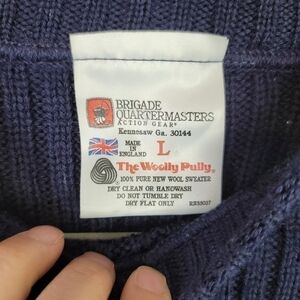 BRIGADE
QUARTERMASTERS
ACTION GEAR®
Kennesaw Ga. 30144
MADE IN ENGLAND
L
The Woolly Pully®
100% PURE NEW WOOL SWEATER
DRY CLEAN OR HANDWASH
DO NOT TUMBLE DRY
DRY FLAT ONLY